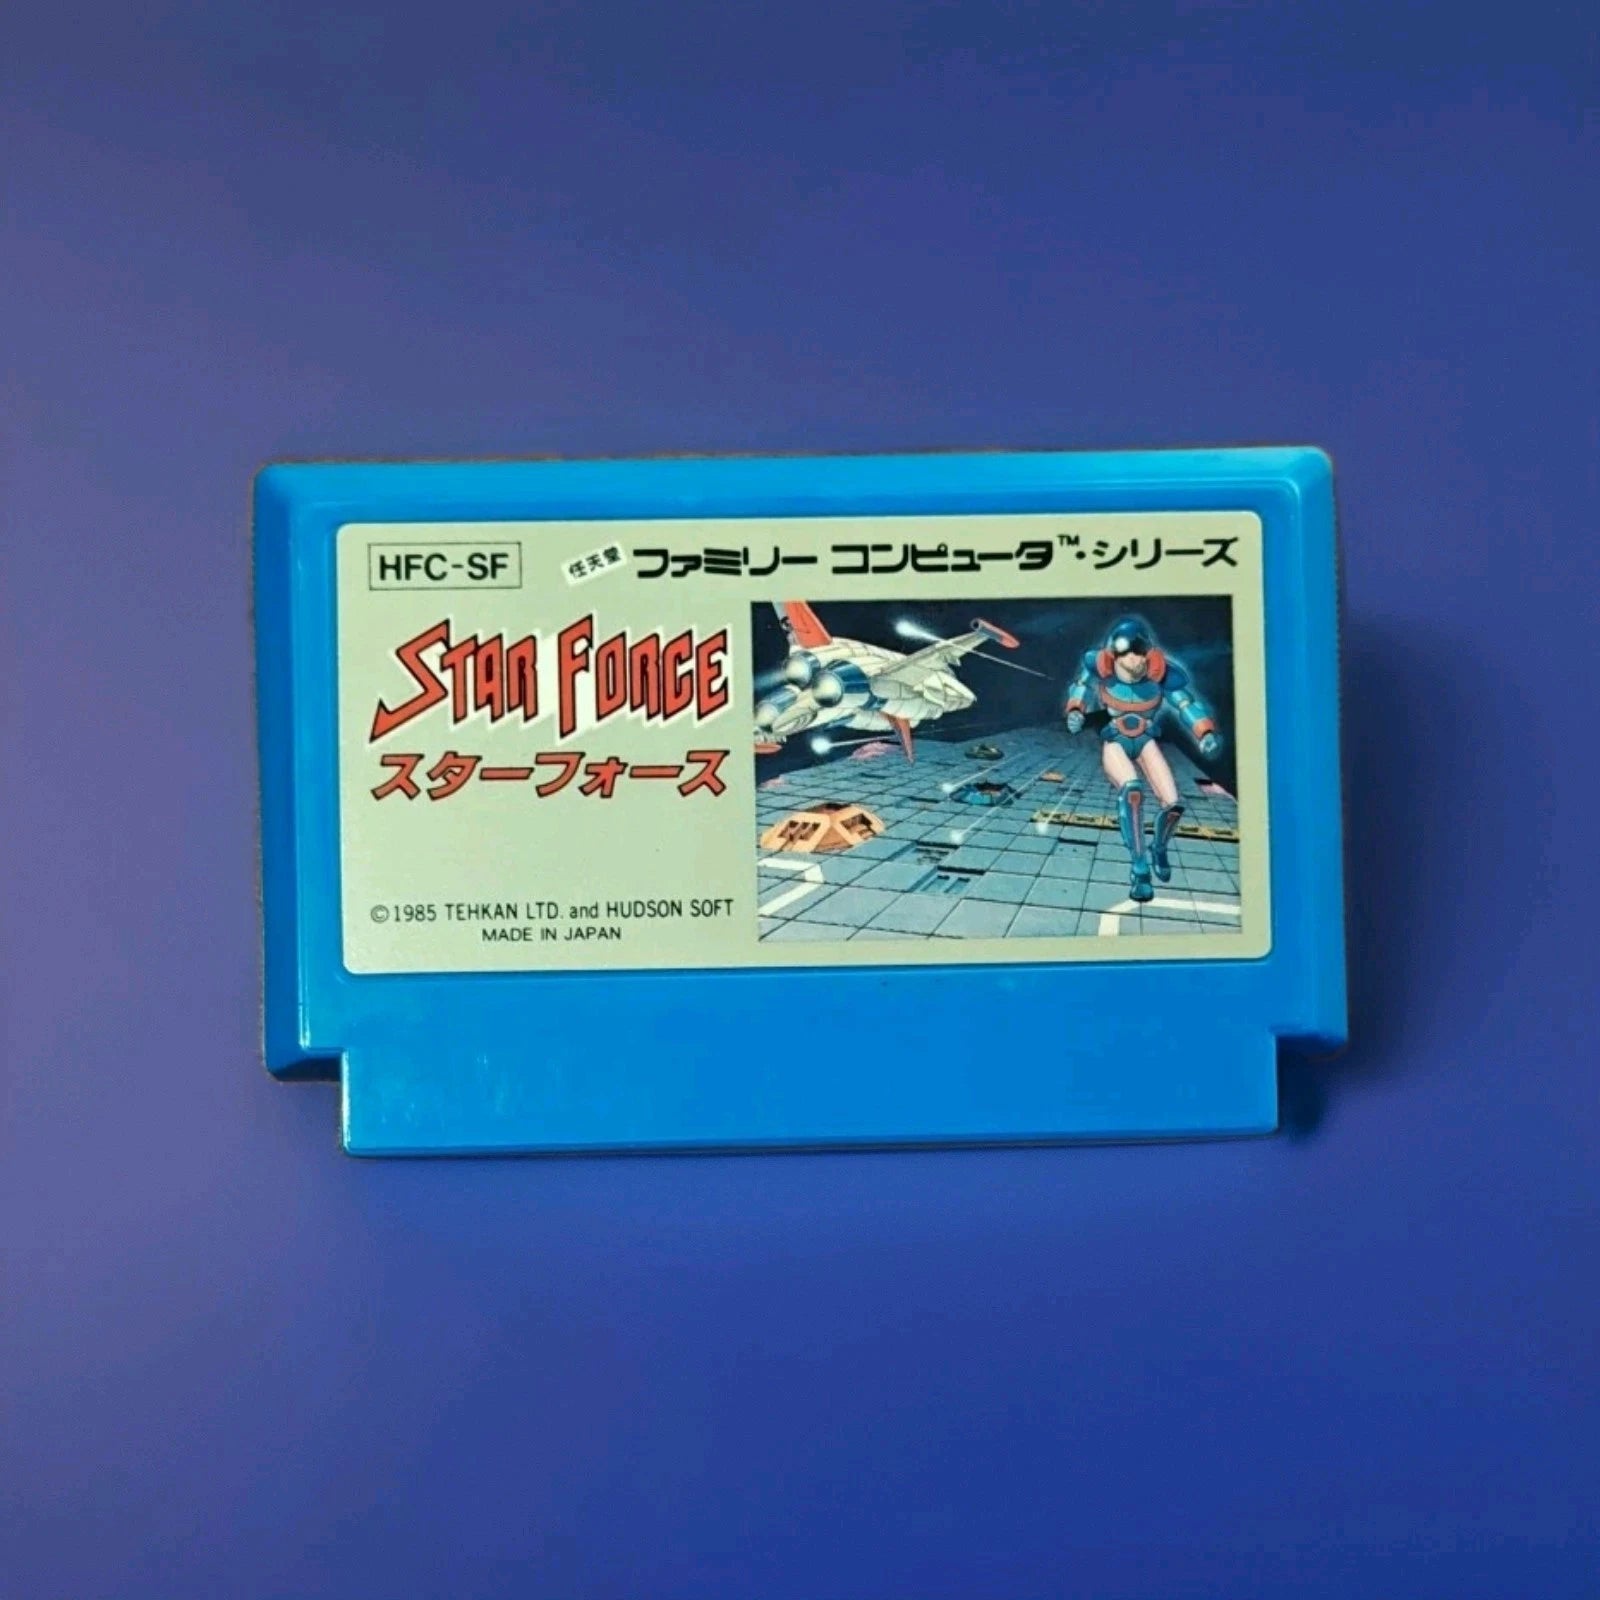 HFC-SF
任天堂 ファミリー コンピュータ™・シリーズ
STAR FORCE
スターフォース
©1985 TEHKAN LTD. and HUDSON SOFT
MADE IN JAPAN